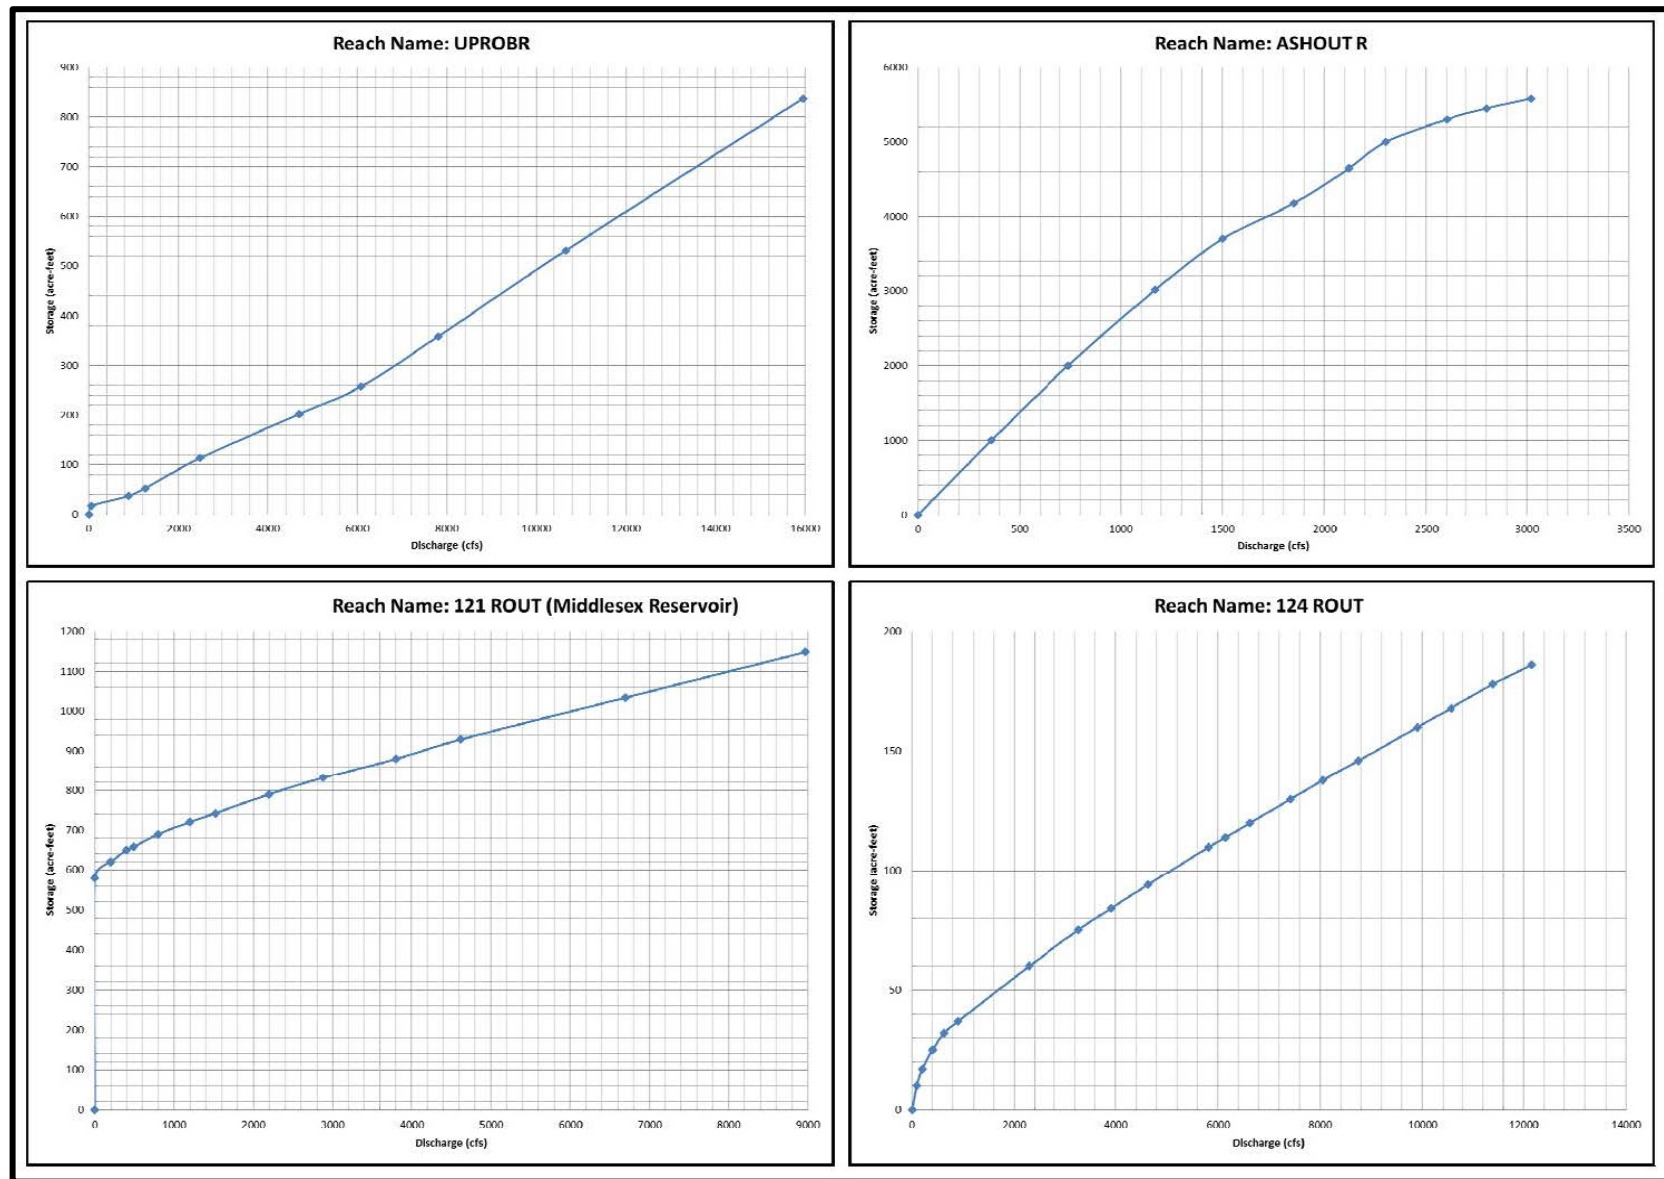 Reach Name: UPROBR
900
800
700
600
500
400
300
200
100
0
Storage (acre-feet)
0 2000 4000 6000 8000 10000 12000 14000 16000
Discharge (cfs)
Reach Name: ASHOUT R
6000
5000
4000
3000
2000
1000
0
Storage (acre-feet)
0 500 1000 1500 2000 2500 3000 3500
Discharge (cfs)
Reach Name: 121 ROUT (Middlesex Reservoir)
1200
1100
1000
900
800
700
600
500
400
300
200
100
0
Storage (acre-feet)
0 1000 2000 3000 4000 5000 6000 7000 8000 9000
Discharge (cfs)
Reach Name: 124 ROUT
200
150
100
50
0
Storage (acre-feet)
0 2000 4000 6000 8000 10000 12000 14000
Discharge (cfs)